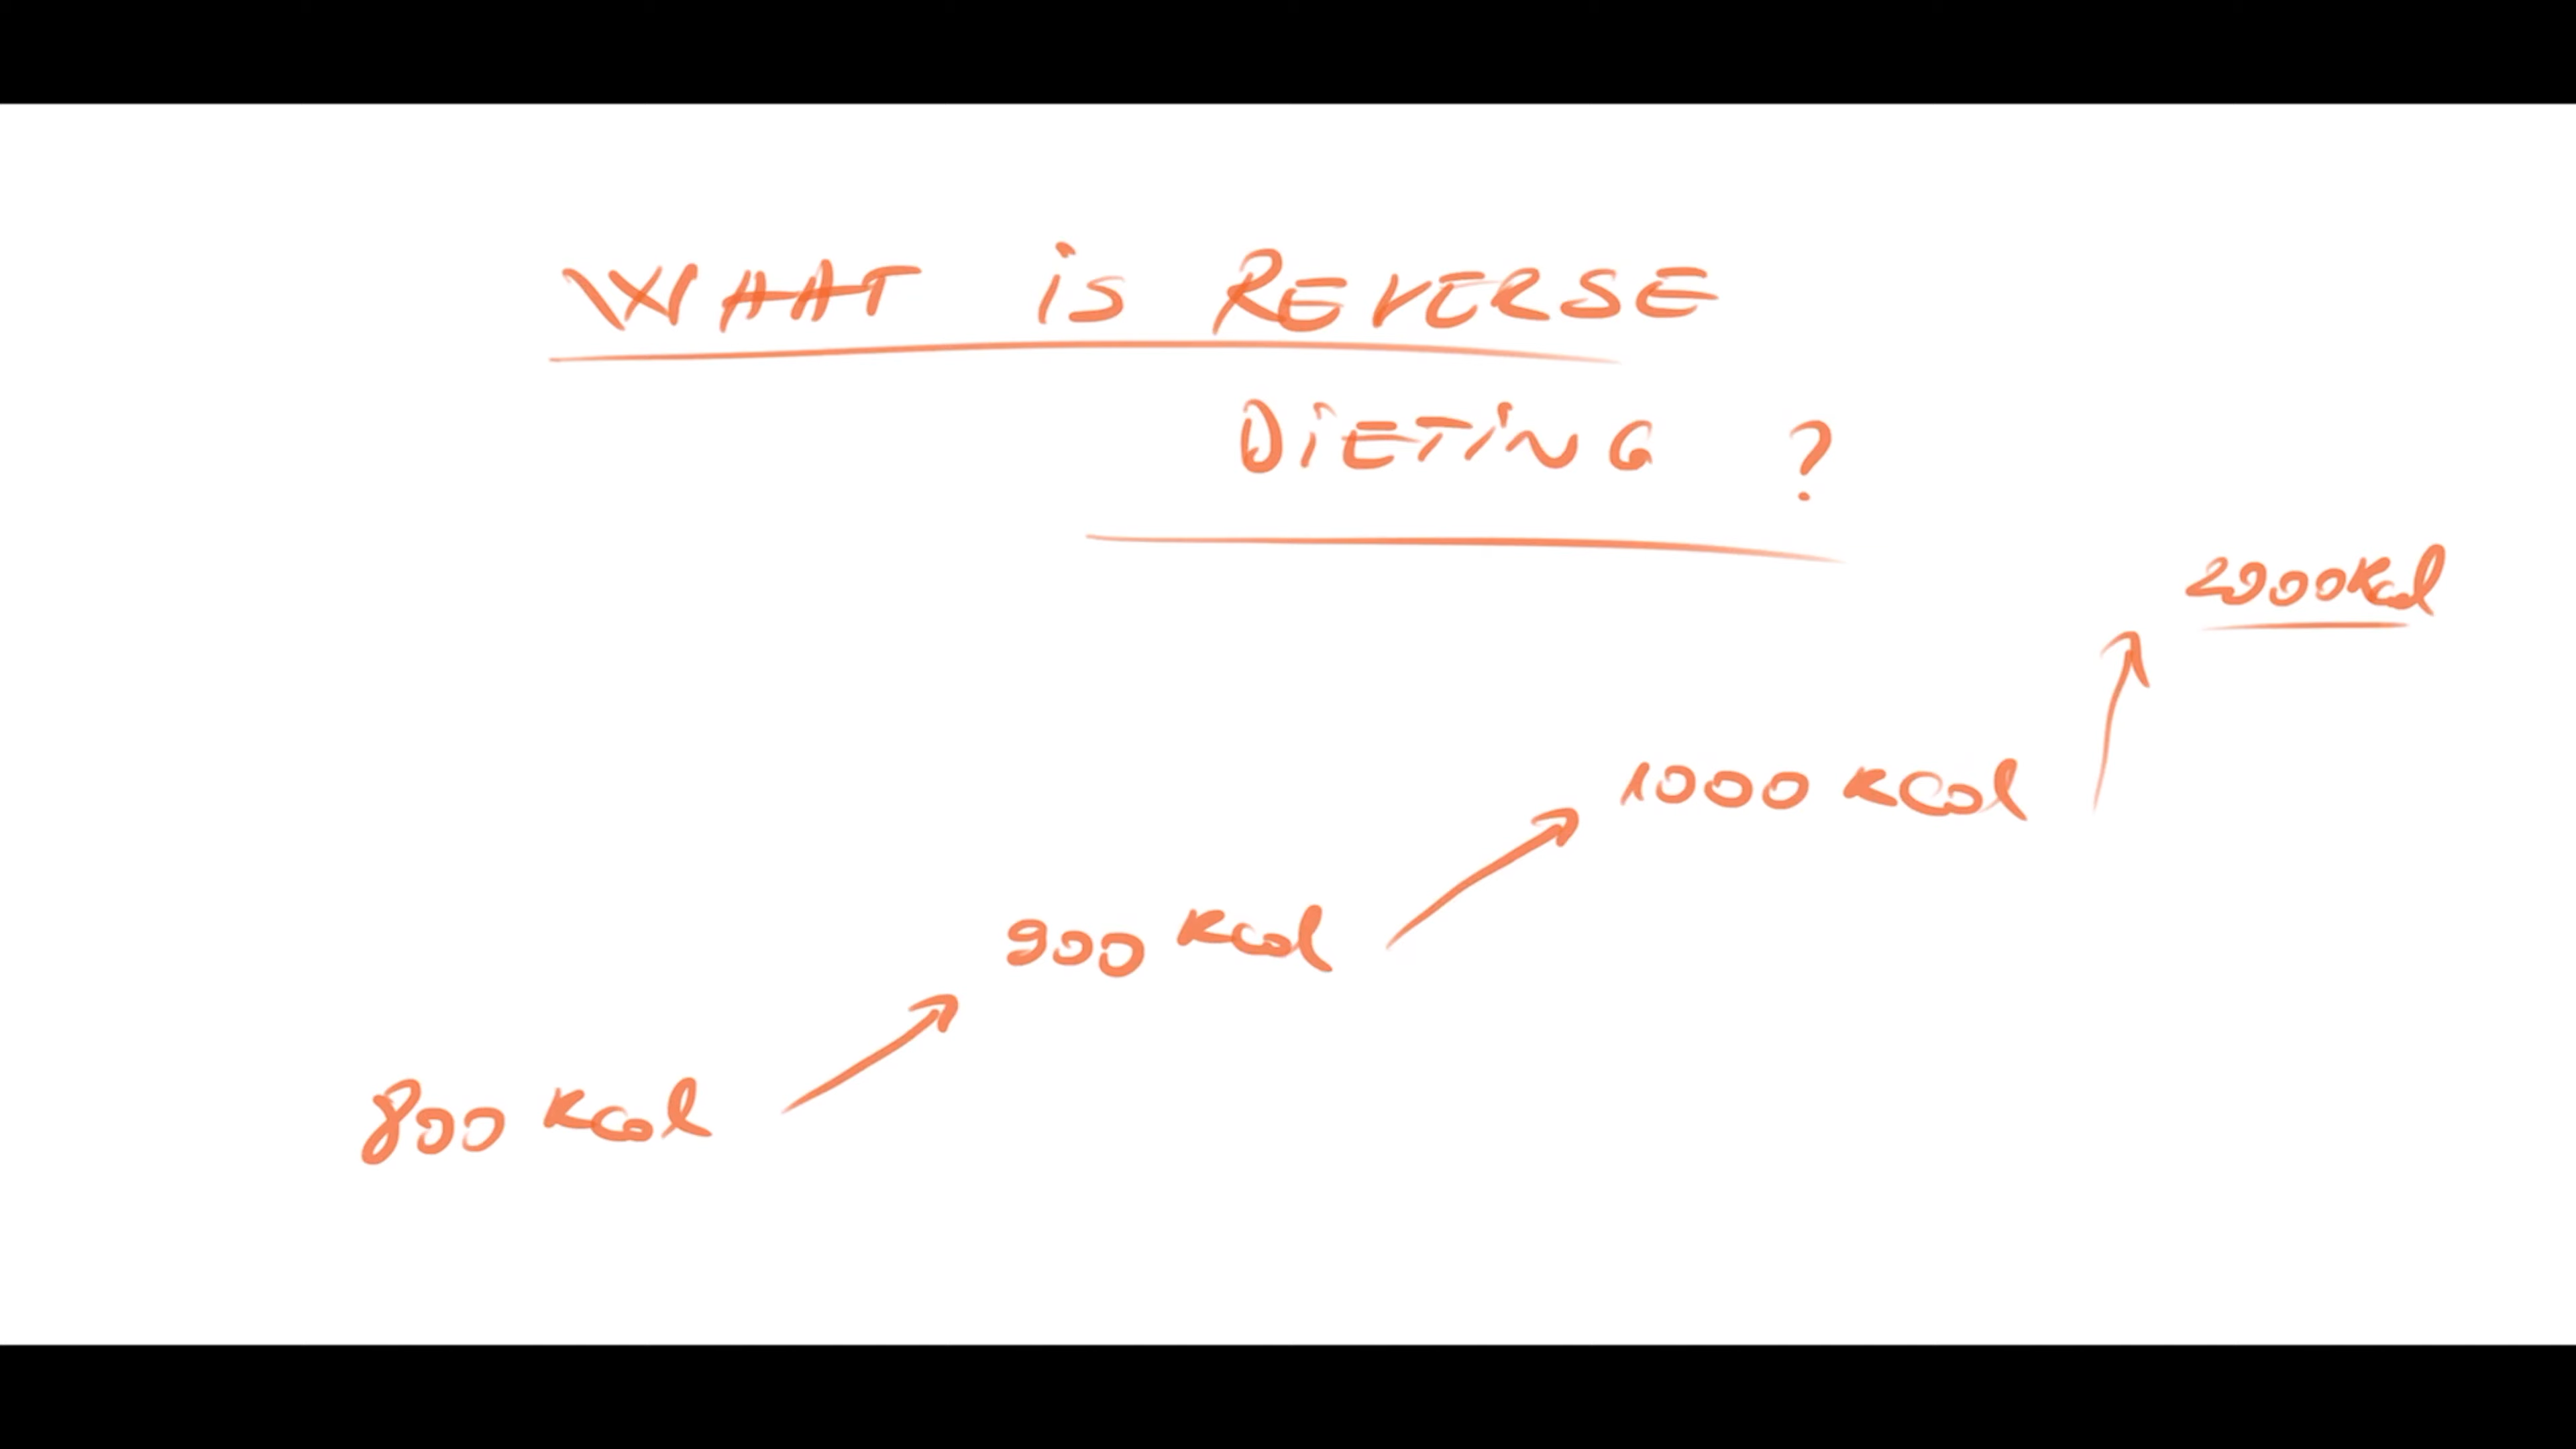 WHAT is REVERSE
DiETiNG ?
2000Kcal
1000 Kcal
900 Kcal
800 Kcal